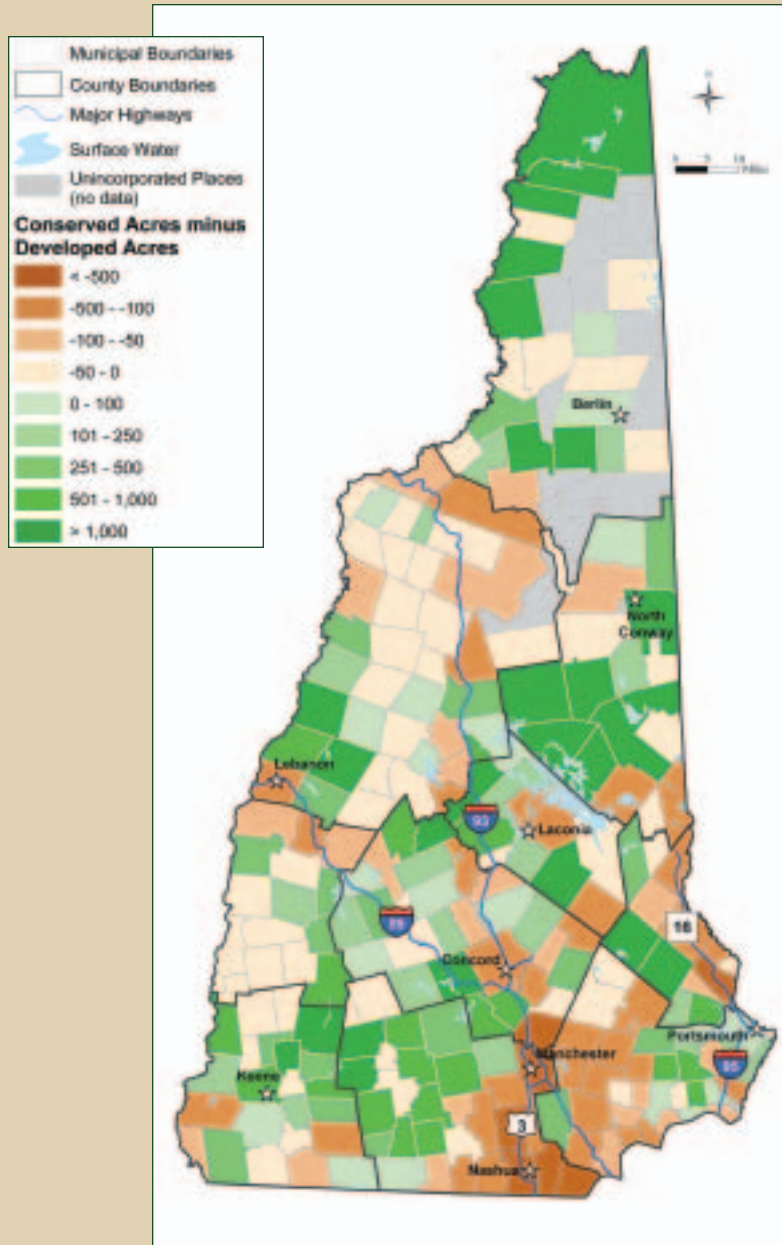 Municipal Boundaries
County Boundaries
Major Highways
Surface Water
Unincorporated Places
(no data)
Conserved Acres minus
Developed Acres
< -500
-500 - -100
-100 - -50
-50 - 0
0 - 100
101 - 250
251 - 500
501 - 1,000
> 1,000
Berlin
North
Conway
Lebanon
93
Laconia
89
16
Concord
Portsmouth
Manchester
95
Keene
3
Nashua